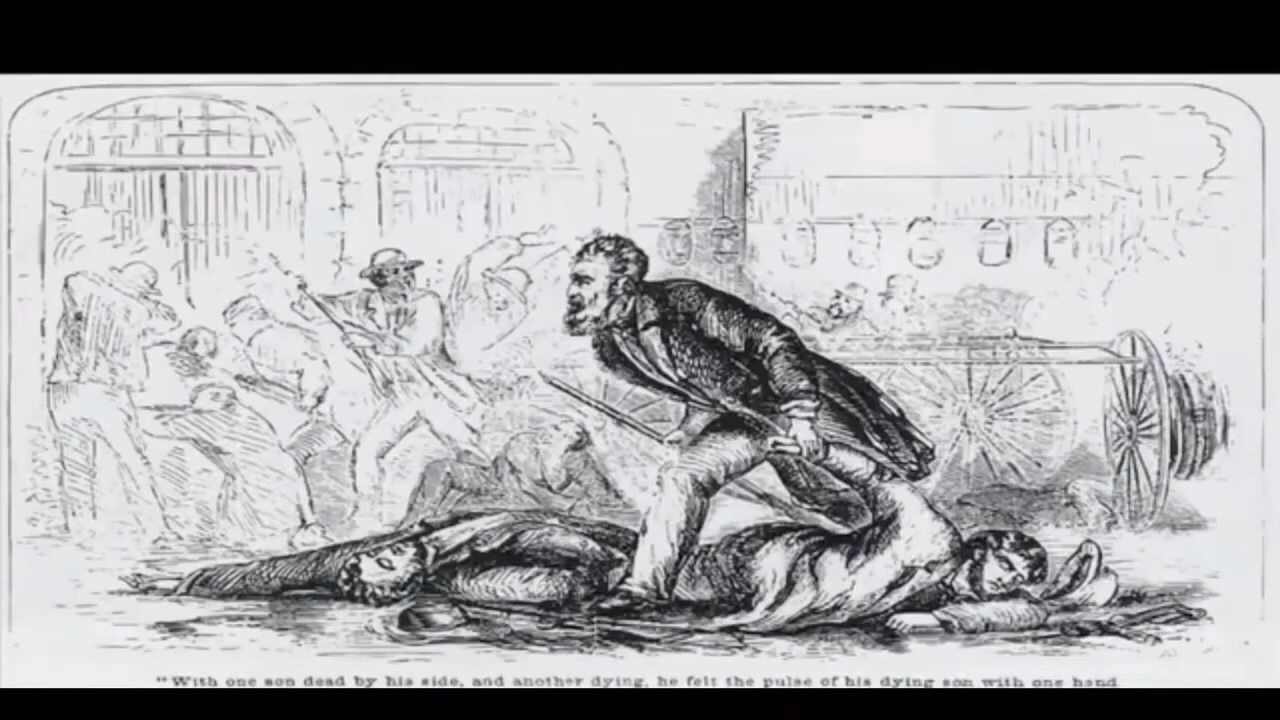 "With one son dead by his side, and another dying, he felt the pulse of his dying son with one hand